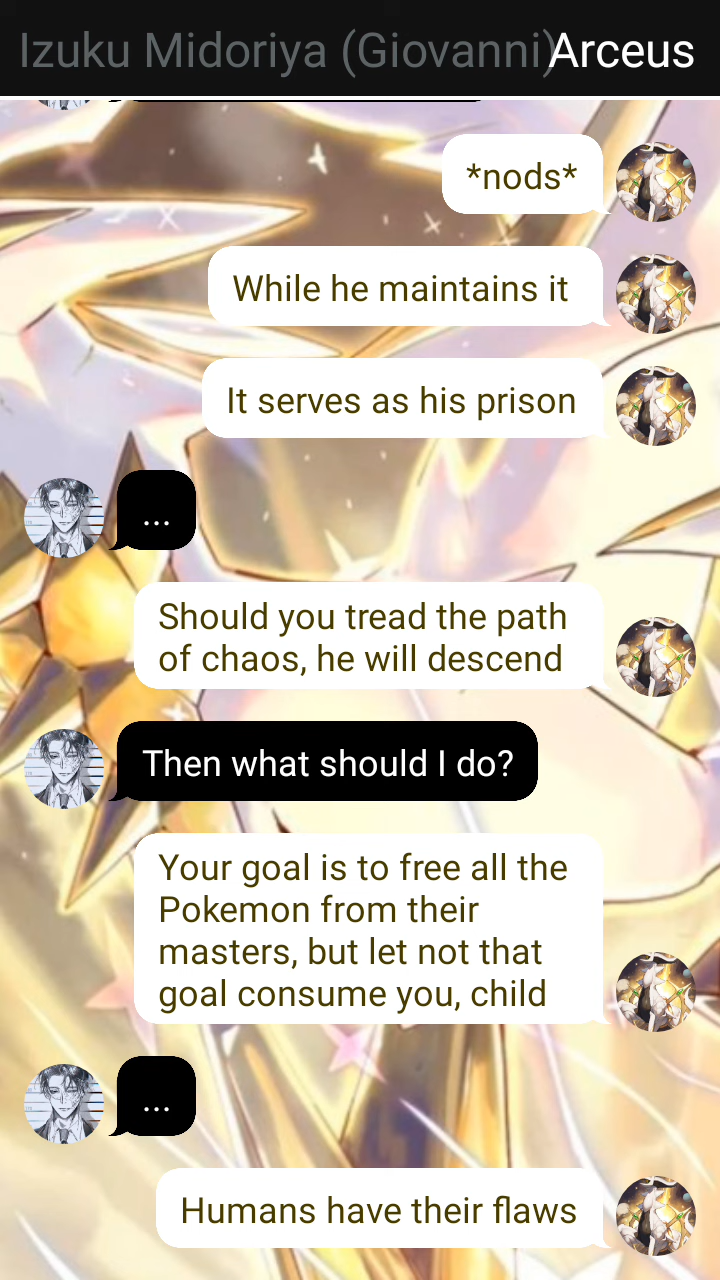 Izuku Midoriya (Giovanni) Arceus
*nods*
While he maintains it
It serves as his prison
...
Should you tread the path
of chaos, he will descend
Then what should I do?
Your goal is to free all the
Pokemon from their
masters, but let not that
goal consume you, child
...
Humans have their flaws